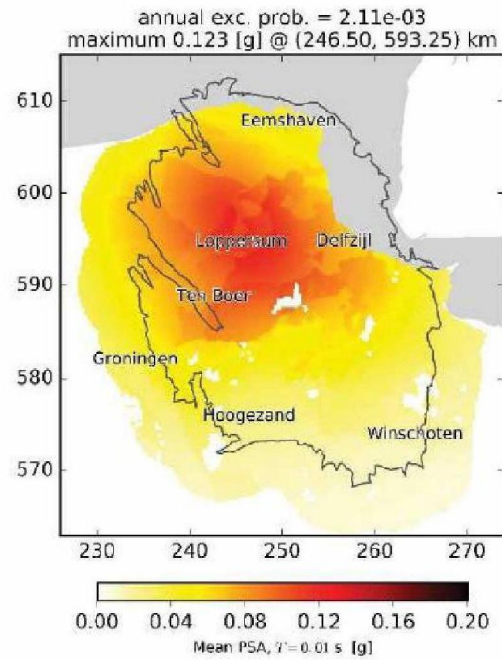 annual exc. prob. = 2.11e-03
maximum 0.123 [g] @ (246.50, 593.25) km
610
Eemshaven
600
Loppersum Delfzijl
590
Ten Boer
Groningen
580
Hoogezand
Winschoten
570
230 240 250 260 270
0.00 0.04 0.08 0.12 0.16 0.20
Mean PSA, T = 0.01 s [g]